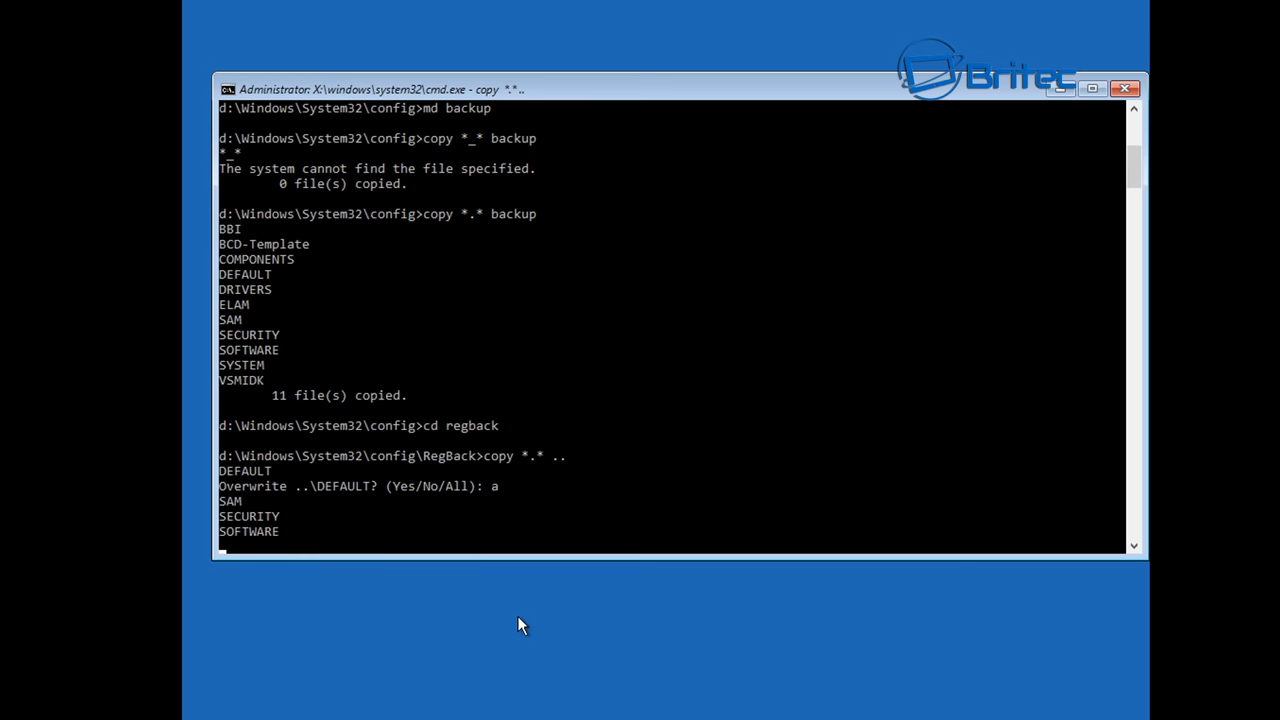 Britec
Administrator: X:\windows\system32\cmd.exe - copy *.* ..
d:\Windows\System32\config>md backup
d:\Windows\System32\config>copy *_* backup
*_*
The system cannot find the file specified.
0 file(s) copied.
d:\Windows\System32\config>copy *.* backup
BBI
BCD-Template
COMPONENTS
DEFAULT
DRIVERS
ELAM
SAM
SECURITY
SOFTWARE
SYSTEM
VSMIDK
11 file(s) copied.
d:\Windows\System32\config>cd regback
d:\Windows\System32\config\RegBack>copy *.* ..
DEFAULT
Overwrite ..\DEFAULT? (Yes/No/All): a
SAM
SECURITY
SOFTWARE